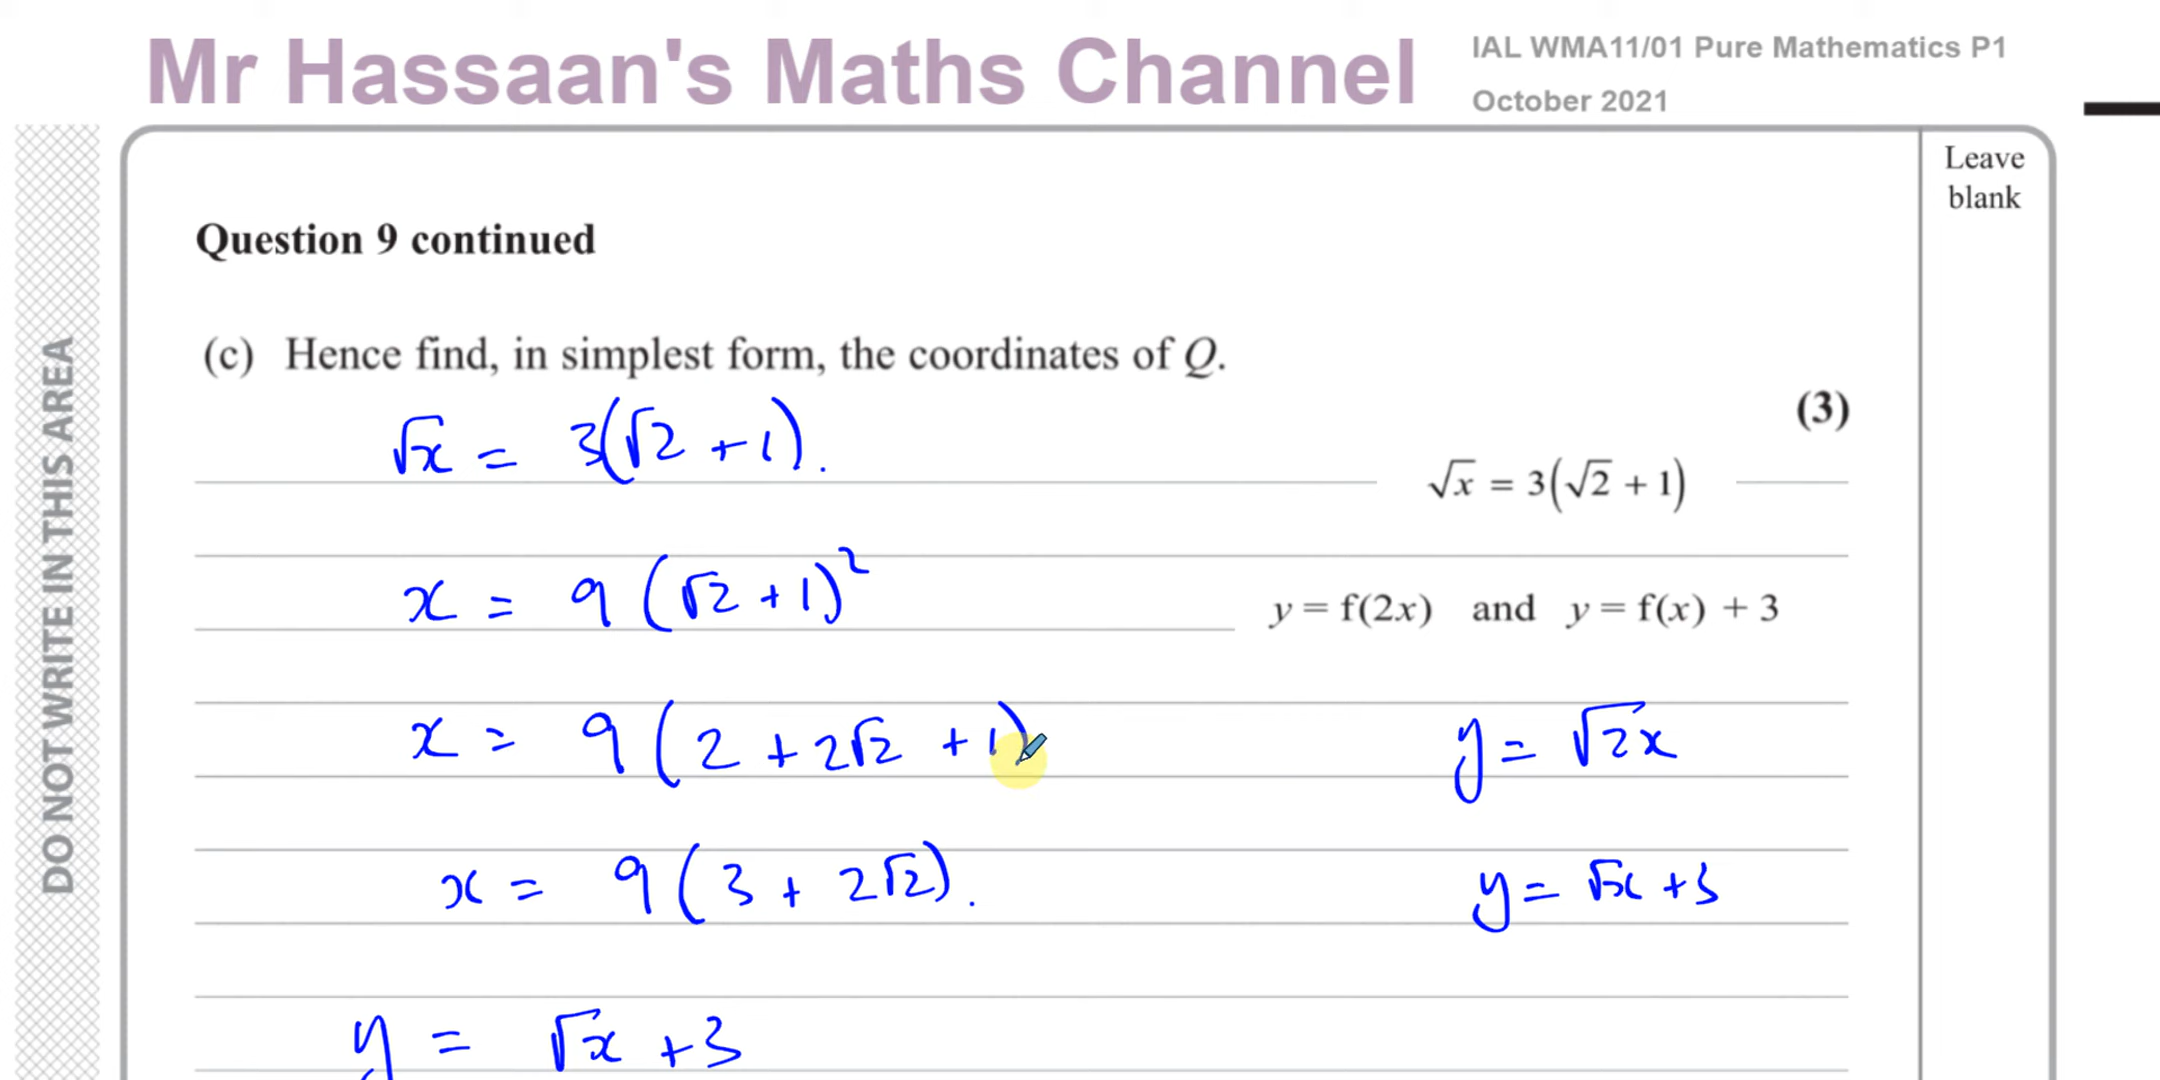 Mr Hassaan's Maths Channel
IAL WMA11/01 Pure Mathematics P1
October 2021
Leave
blank
DO NOT WRITE IN THIS AREA
Question 9 continued
(c) Hence find, in simplest form, the coordinates of Q.
(3)
√x = 3(√2 + 1).
√x = 3(√2 + 1)
x = 9(√2 + 1)²
y = f(2x) and y = f(x) + 3
x = 9(2 + 2√2 + 1)
y = √2x
x = 9(3 + 2√2).
y = √x + 3
y = √x + 3